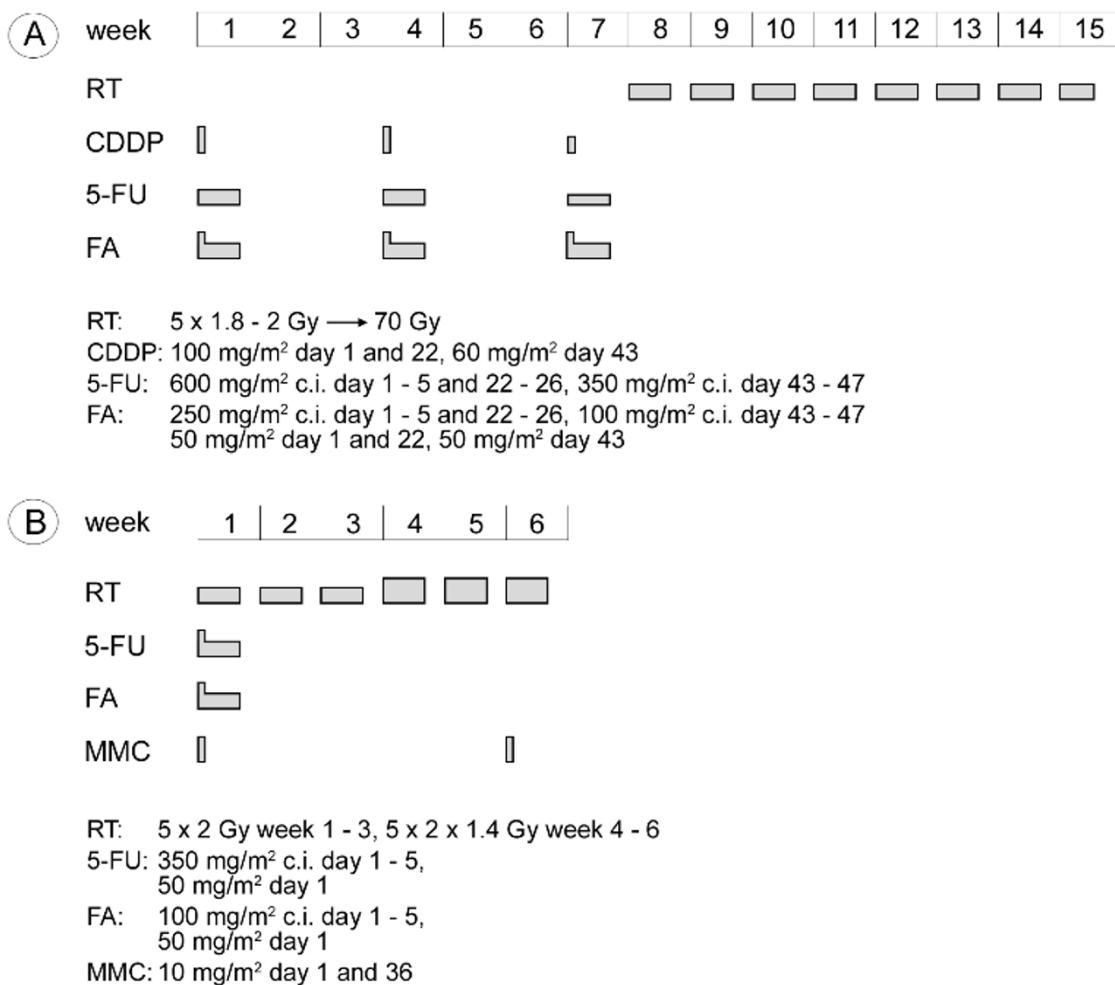 A week 1 2 3 4 5 6 7 8 9 10 11 12 13 14 15
RT
CDDP
5-FU
FA
RT: 5 x 1.8 - 2 Gy ⟶ 70 Gy
CDDP: 100 mg/m² day 1 and 22, 60 mg/m² day 43
5-FU: 600 mg/m² c.i. day 1 - 5 and 22 - 26, 350 mg/m² c.i. day 43 - 47
FA: 250 mg/m² c.i. day 1 - 5 and 22 - 26, 100 mg/m² c.i. day 43 - 47
50 mg/m² day 1 and 22, 50 mg/m² day 43
B week 1 2 3 4 5 6
RT
5-FU
FA
MMC
RT: 5 x 2 Gy week 1 - 3, 5 x 2 x 1.4 Gy week 4 - 6
5-FU: 350 mg/m² c.i. day 1 - 5,
50 mg/m² day 1
FA: 100 mg/m² c.i. day 1 - 5,
50 mg/m² day 1
MMC: 10 mg/m² day 1 and 36